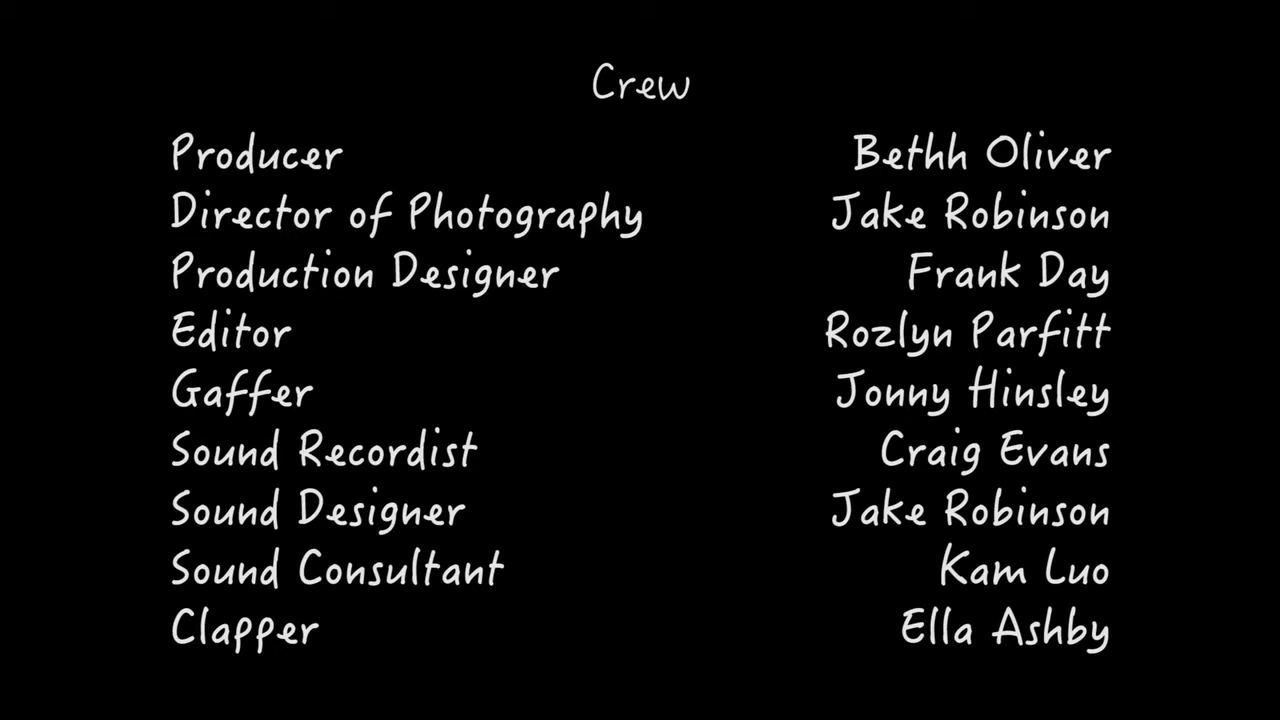 Crew
Producer Bethh Oliver
Director of Photography Jake Robinson
Production Designer Frank Day
Editor Rozlyn Parfitt
Gaffer Jonny Hinsley
Sound Recordist Craig Evans
Sound Designer Jake Robinson
Sound Consultant Kam Luo
Clapper Ella Ashby